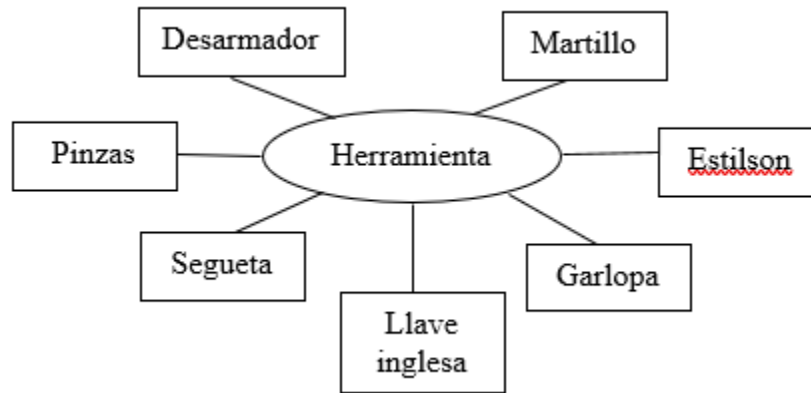 Desarmador
Martillo
Pinzas
Herramienta
Estilson
Segueta
Garlopa
Llave
inglesa